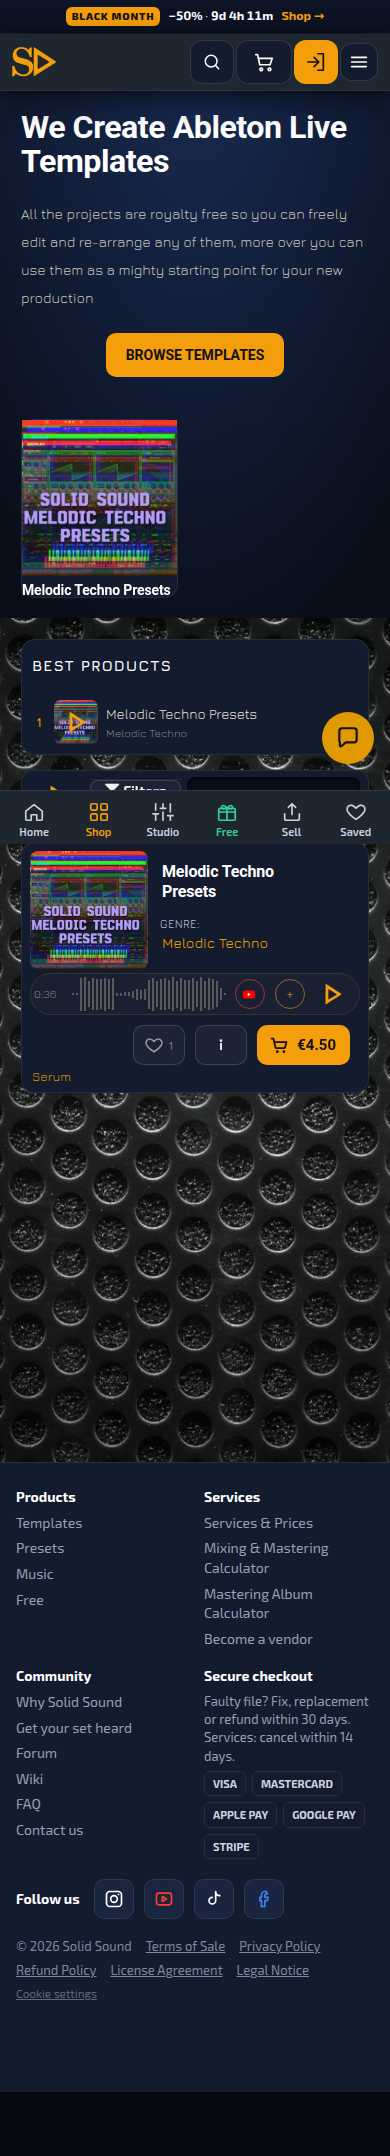 BLACK MONTH −50% · 9d 4h 11m Shop →
SD
We Create Ableton Live
Templates
All the projects are royalty free so you can freely
edit and re-arrange any of them, more over you can
use them as a mighty starting point for your new
production
BROWSE TEMPLATES
SOLID SOUND
MELODIC TECHNO
PRESETS
Melodic Techno Presets
BEST PRODUCTS
1
SOLID SOUND
MELODIC TECHNO
PRESETS
Melodic Techno Presets
Melodic Techno
Filters
Home Shop Studio Free Sell Saved
SOLID SOUND
MELODIC TECHNO
PRESETS
Melodic Techno
Presets
GENRE:
Melodic Techno
0:36
+
1
i
€4.50
Serum
Products
Templates
Presets
Music
Free
Services
Services & Prices
Mixing & Mastering
Calculator
Mastering Album
Calculator
Become a vendor
Community
Why Solid Sound
Get your set heard
Forum
Wiki
FAQ
Contact us
Secure checkout
Faulty file? Fix, replacement
or refund within 30 days.
Services: cancel within 14
days.
VISA MASTERCARD
APPLE PAY GOOGLE PAY
STRIPE
Follow us
© 2026 Solid Sound Terms of Sale Privacy Policy
Refund Policy License Agreement Legal Notice
Cookie settings